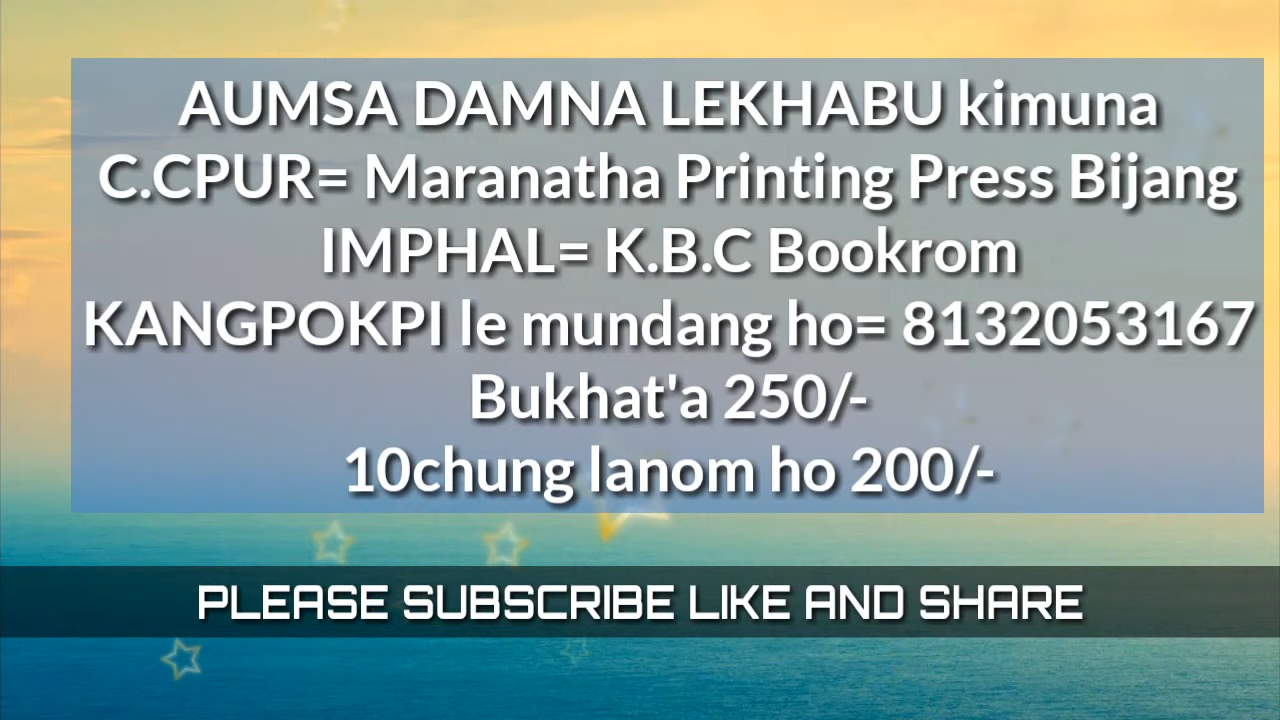 AUMSA DAMNA LEKHABU kimuna
C.CPUR= Maranatha Printing Press Bijang
IMPHAL= K.B.C Bookrom
KANGPOKPI le mundang ho= 8132053167
Bukhat'a 250/-
10chung lanom ho 200/-
PLEASE SUBSCRIBE LIKE AND SHARE